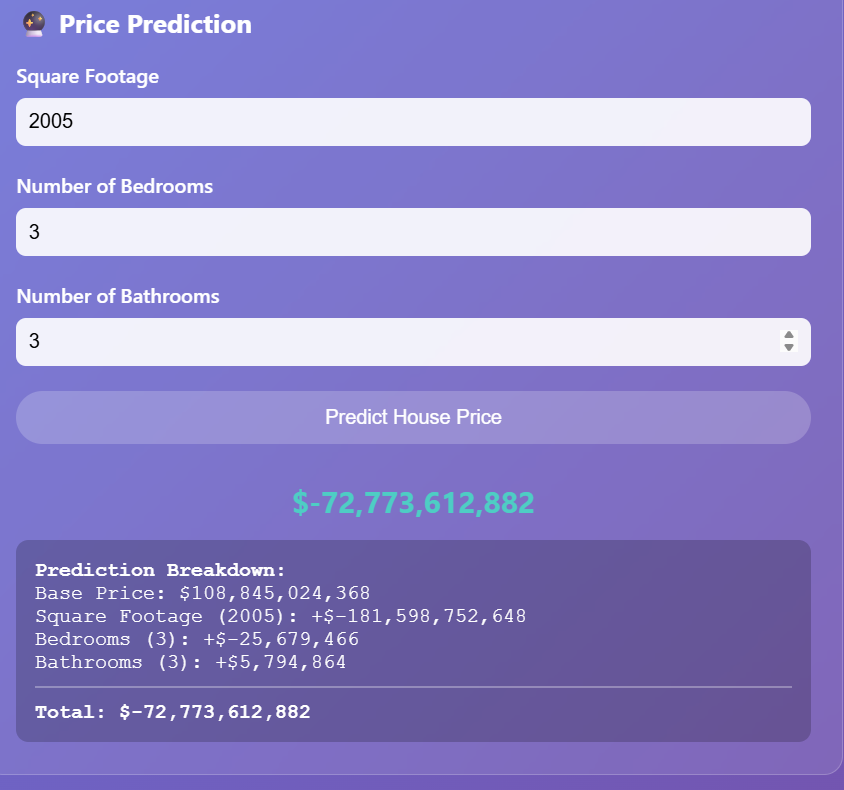 Price Prediction
Square Footage
2005
Number of Bedrooms
3
Number of Bathrooms
3
Predict House Price
$-72,773,612,882
Prediction Breakdown:
Base Price: $108,845,024,368
Square Footage (2005): +$-181,598,752,648
Bedrooms (3): +$-25,679,466
Bathrooms (3): +$5,794,864
Total: $-72,773,612,882